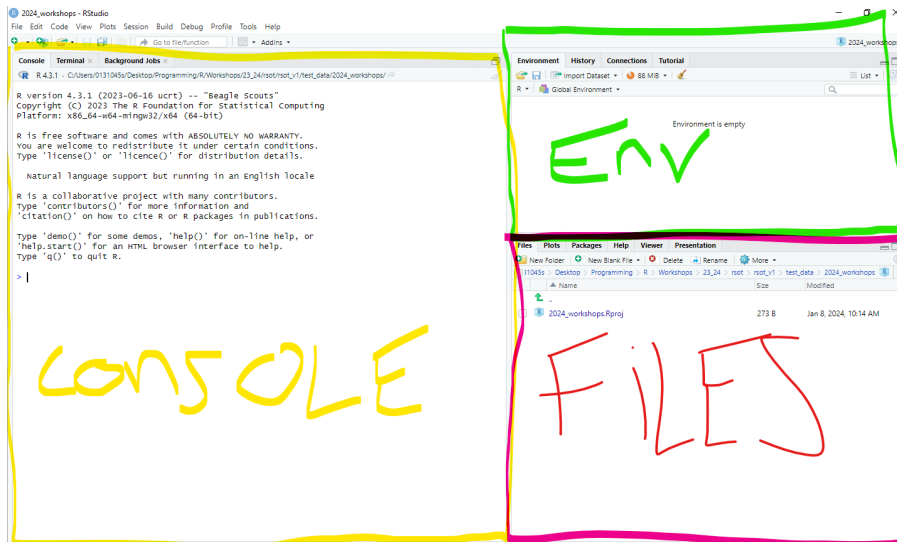 2024_workshops - RStudio
File Edit Code View Plots Session Build Debug Profile Tools Help
Go to file/function Addins
2024_workshops
Console Terminal Background Jobs
R 4.3.1 · C:/Users/0131045s/Desktop/Programming/R/Workshops/23_24/rsot/rsot_v1/test_data/2024_workshops/
R version 4.3.1 (2023-06-16 ucrt) -- "Beagle Scouts"
Copyright (C) 2023 The R Foundation for Statistical Computing
Platform: x86_64-w64-mingw32/x64 (64-bit)
R is free software and comes with ABSOLUTELY NO WARRANTY.
You are welcome to redistribute it under certain conditions.
Type 'license()' or 'licence()' for distribution details.
Natural language support but running in an English locale
R is a collaborative project with many contributors.
Type 'contributors()' for more information and
'citation()' on how to cite R or R packages in publications.
Type 'demo()' for some demos, 'help()' for on-line help, or
'help.start()' for an HTML browser interface to help.
Type 'q()' to quit R.
>
CONSOLE
Environment History Connections Tutorial
Import Dataset 88 MiB List
R Global Environment
Environment is empty
Env
Files Plots Packages Help Viewer Presentation
New Folder New Blank File Delete Rename More
31045s > Desktop > Programming > R > Workshops > 23_24 > rsot > rsot_v1 > test_data > 2024_workshops
Name Size Modified
..
2024_workshops.Rproj 273 B Jan 8, 2024, 10:14 AM
FiLES